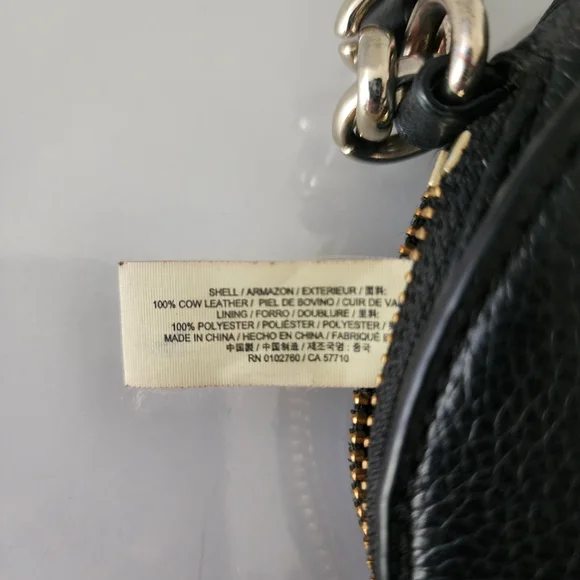 SHELL / ARMAZON / EXTERIEUR / 面料:
100% COW LEATHER / PIEL DE BOVINO / CUIR DE VA
LINING / FORRO / DOUBLURE / 里料:
100% POLYESTER / POLIÉSTER / POLYESTER
MADE IN CHINA / HECHO EN CHINA / FABRIQUÉ
中国製 / 中国制造 / 제조국명 : 중국
RN 0102760 / CA 57710